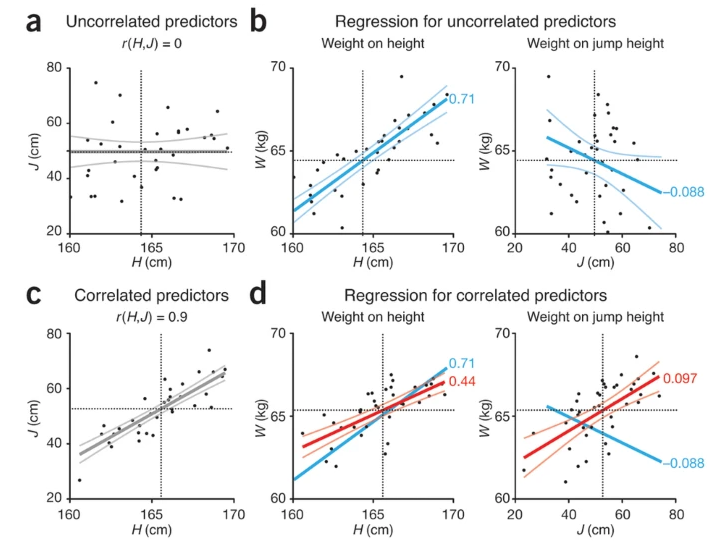 a Uncorrelated predictors
r(H,J) = 0
80
60
40
20
J (cm)
160 165 170
H (cm)
b Regression for uncorrelated predictors
Weight on height
70
65
60
W (kg)
0.71
160 165 170
H (cm)
Weight on jump height
70
65
60
W (kg)
–0.088
20 40 60 80
J (cm)
c Correlated predictors
r(H,J) = 0.9
80
60
40
20
J (cm)
160 165 170
H (cm)
d Regression for correlated predictors
Weight on height
70
65
60
W (kg)
0.71
0.44
160 165 170
H (cm)
Weight on jump height
70
65
60
W (kg)
0.097
–0.088
20 40 60 80
J (cm)